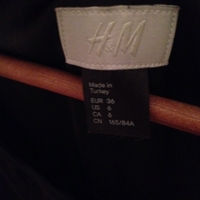 H&M
Made in
Turkey
EUR 36
US 6
CA 6
CN 165/84A